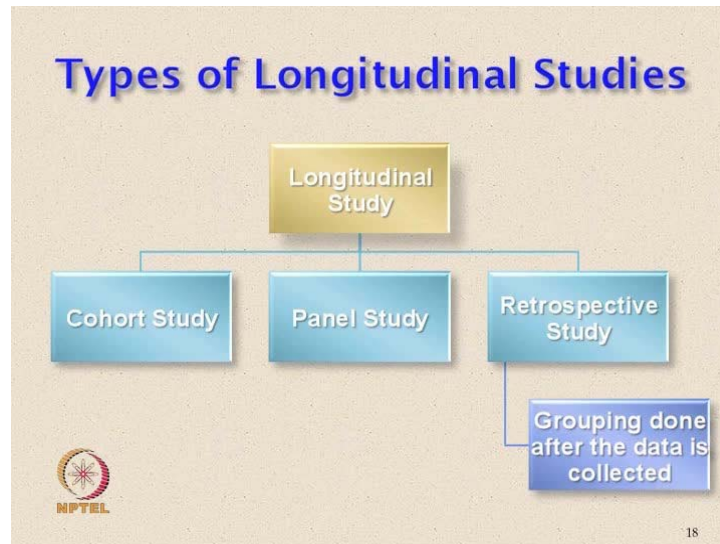 Types of Longitudinal Studies
Longitudinal
Study
Cohort Study
Panel Study
Retrospective
Study
Grouping done
after the data is
collected
NPTEL
18